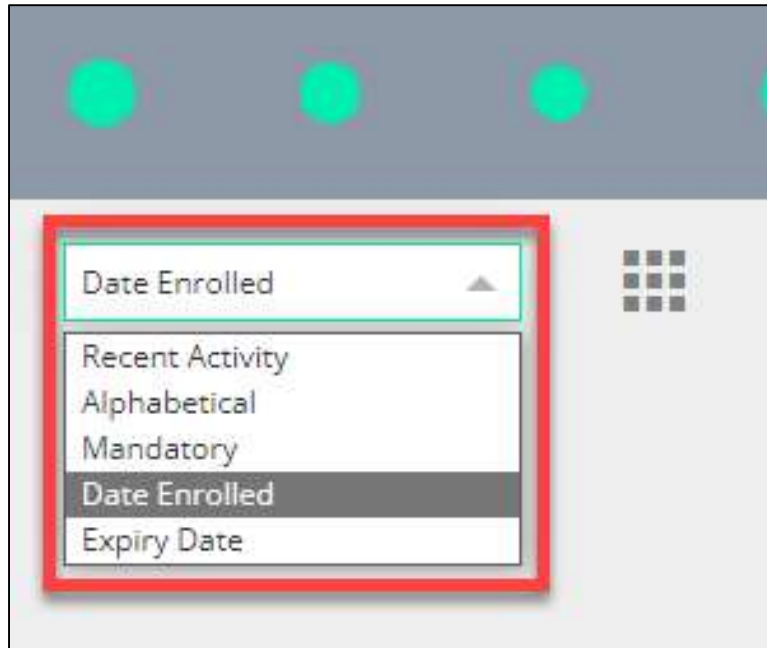 Date Enrolled
Recent Activity
Alphabetical
Mandatory
Date Enrolled
Expiry Date